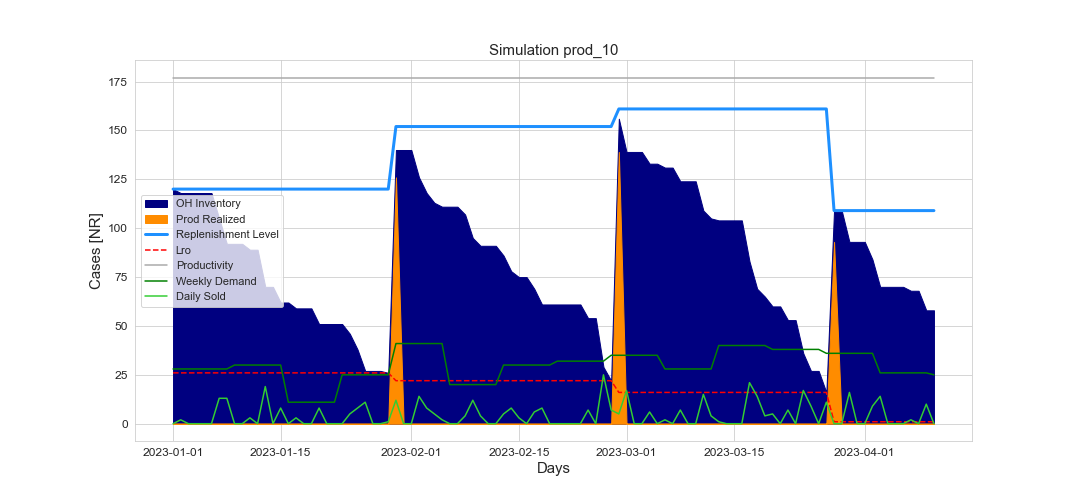 Simulation prod_10
Cases [NR]
175
150
125
100
75
50
25
0
OH Inventory
Prod Realized
Replenishment Level
Lro
Productivity
Weekly Demand
Daily Sold
2023-01-01 2023-01-15 2023-02-01 2023-02-15 2023-03-01 2023-03-15 2023-04-01
Days